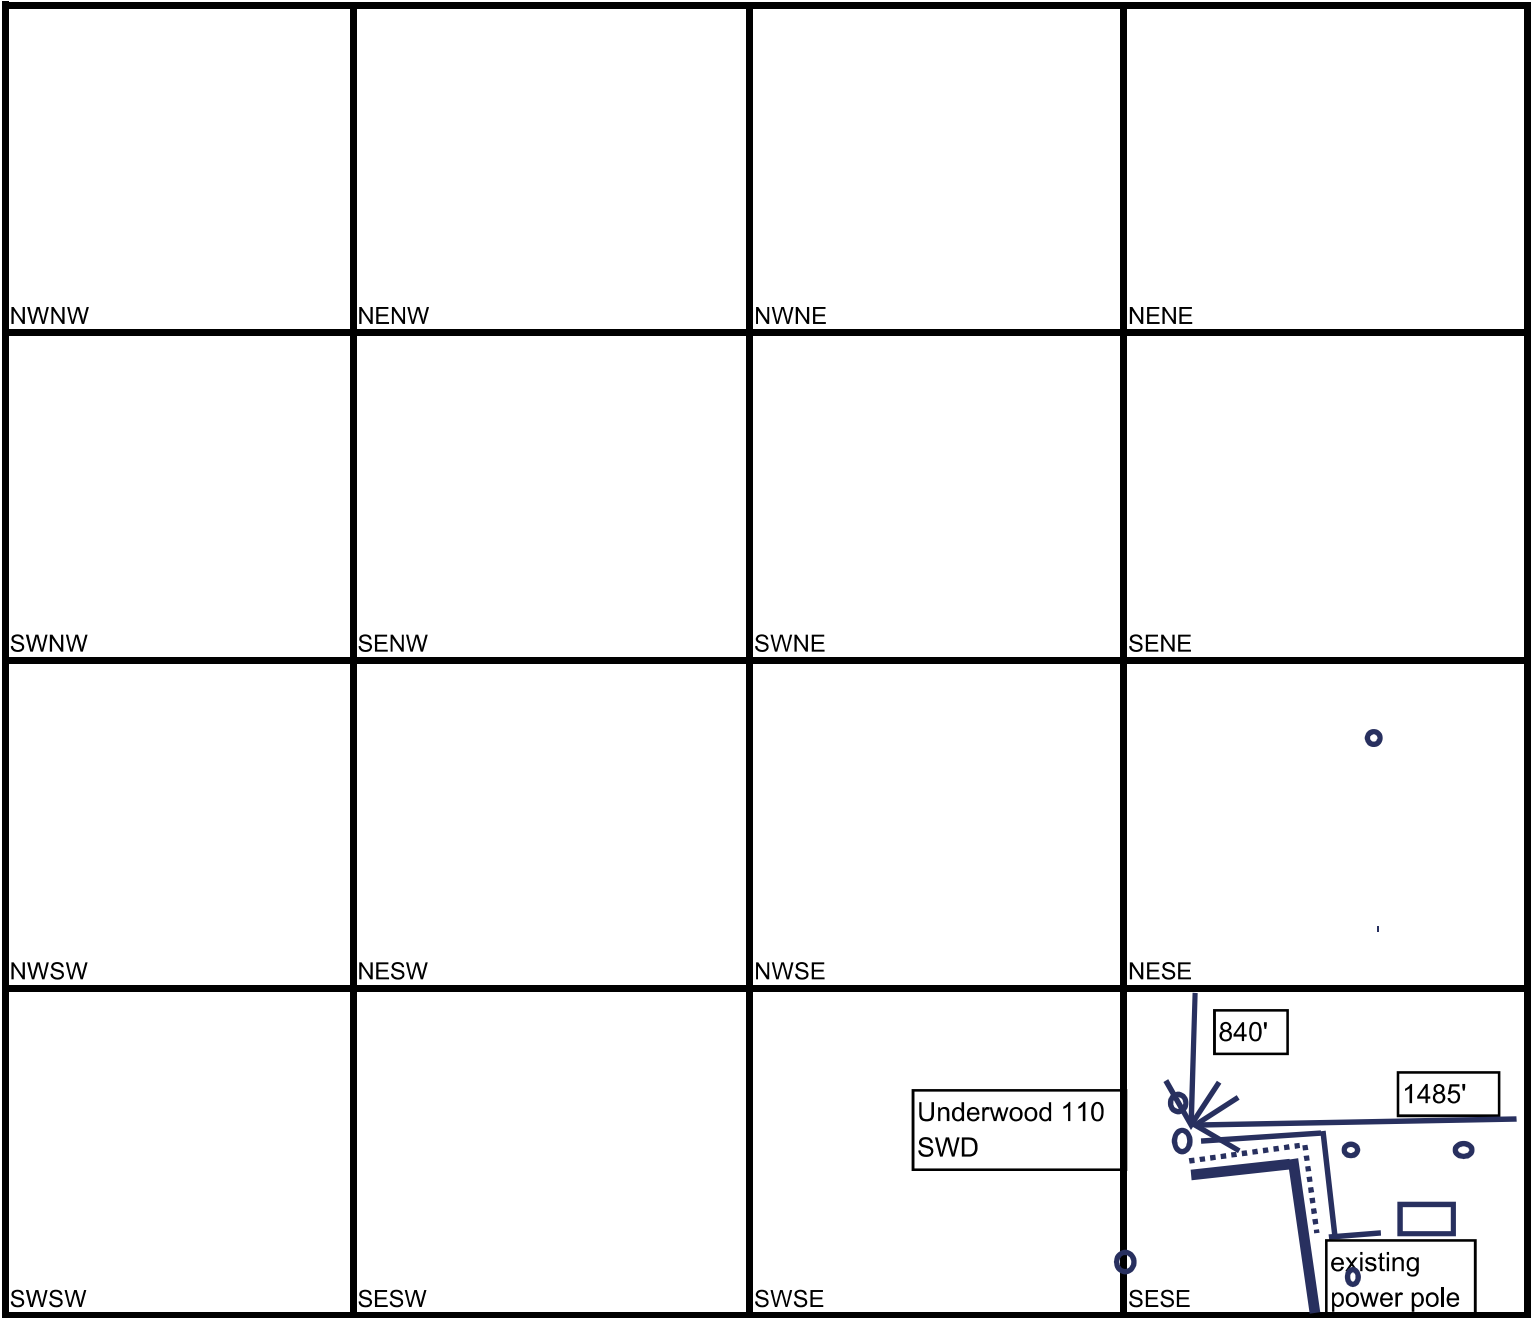 NWNW
NENW
NWNE
NENE
SWNW
SENW
SWNE
SENE
NWSW
NESW
NWSE
NESE
840'
1485'
Underwood 110
SWD
existing
power pole
SWSW
SESW
SWSE
SESE